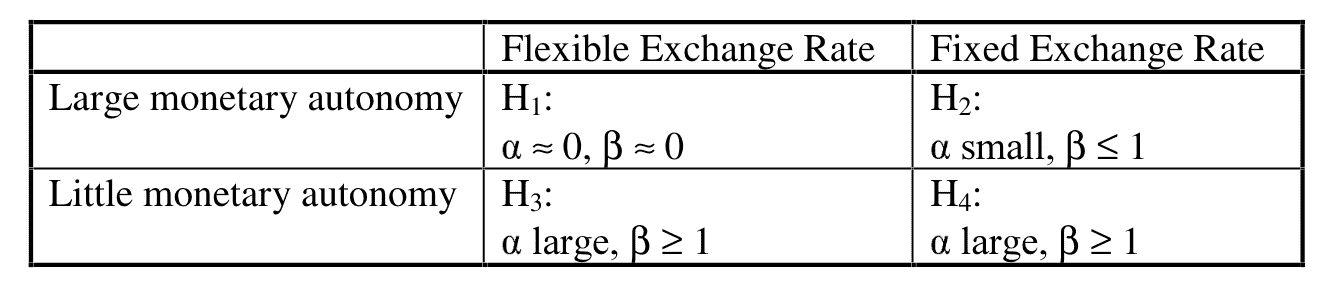 Flexible Exchange Rate Fixed Exchange Rate
Large monetary autonomy H₁: H₂:
α ≈ 0, β ≈ 0 α small, β ≤ 1
Little monetary autonomy H₃: H₄:
α large, β ≥ 1 α large, β ≥ 1